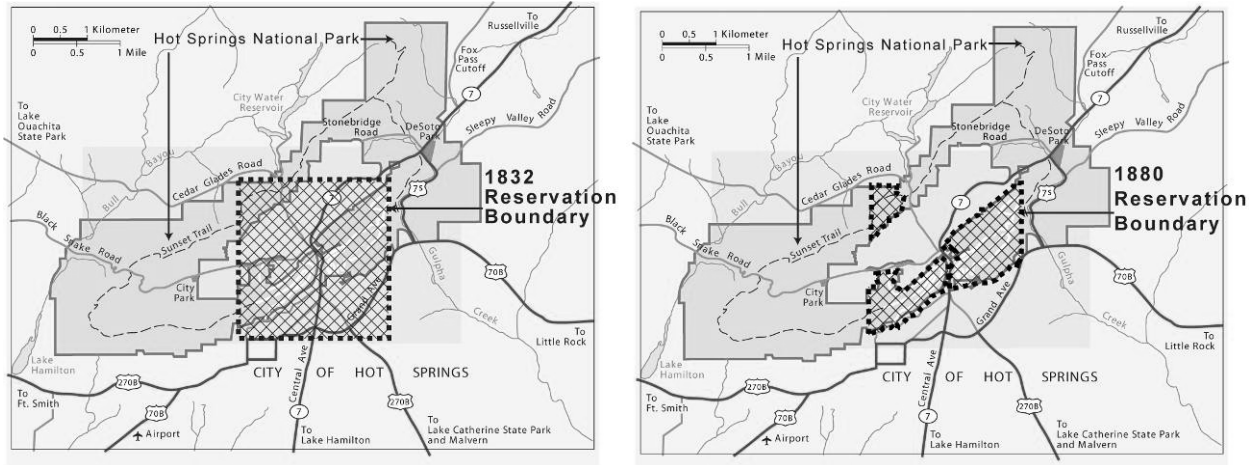 0 0.5 1 Kilometer
0 0.5 1 Mile
Hot Springs National Park
To
Russellville
Fox
Pass
Cutoff
7
City Water
Reservoir
Stonebridge
Road
DeSoto
Park
Sleepy Valley Road
To
Lake
Ouachita
State Park
Bayou
Bull
Cedar Glades Road
7
7S
1832
Reservation
Boundary
Black Snake Road
Sunset Trail
City
Park
Gulpha
Creek
70B
Grand Ave
To
Little Rock
Lake
Hamilton
CITY OF HOT SPRINGS
Central Ave
270B
To
Ft. Smith
70B
Airport
7
To
Lake Hamilton
270B
To
Lake Catherine State Park
and Malvern
0 0.5 1 Kilometer
0 0.5 1 Mile
Hot Springs National Park
To
Russellville
Fox
Pass
Cutoff
7
City Water
Reservoir
Stonebridge
Road
DeSoto
Park
Sleepy Valley Road
To
Lake
Ouachita
State Park
Bayou
Bull
Cedar Glades Road
7
7S
1880
Reservation
Boundary
Black Snake Road
Sunset Trail
City
Park
Gulpha
Creek
70B
Grand Ave
To
Little Rock
Lake
Hamilton
CITY OF HOT SPRINGS
Central Ave
270B
To
Ft. Smith
70B
Airport
7
To
Lake Hamilton
270B
To
Lake Catherine State Park
and Malvern